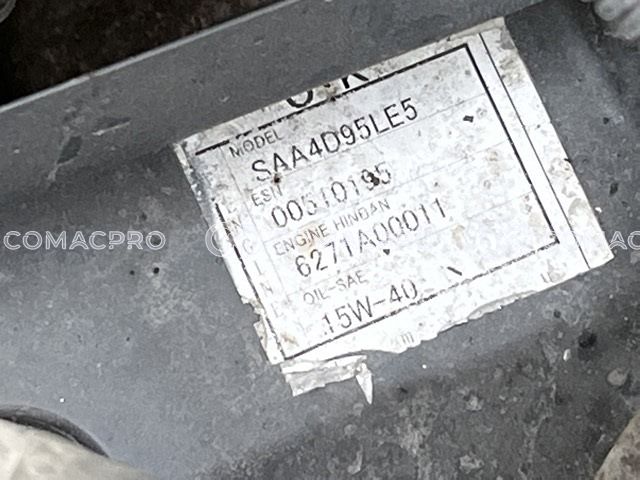 O.K
MODEL
SAA4D95LE5
ESN
00510195
ENGINE HINBAN
6271A00011
OIL-SAE
15W-40
COMACPRO